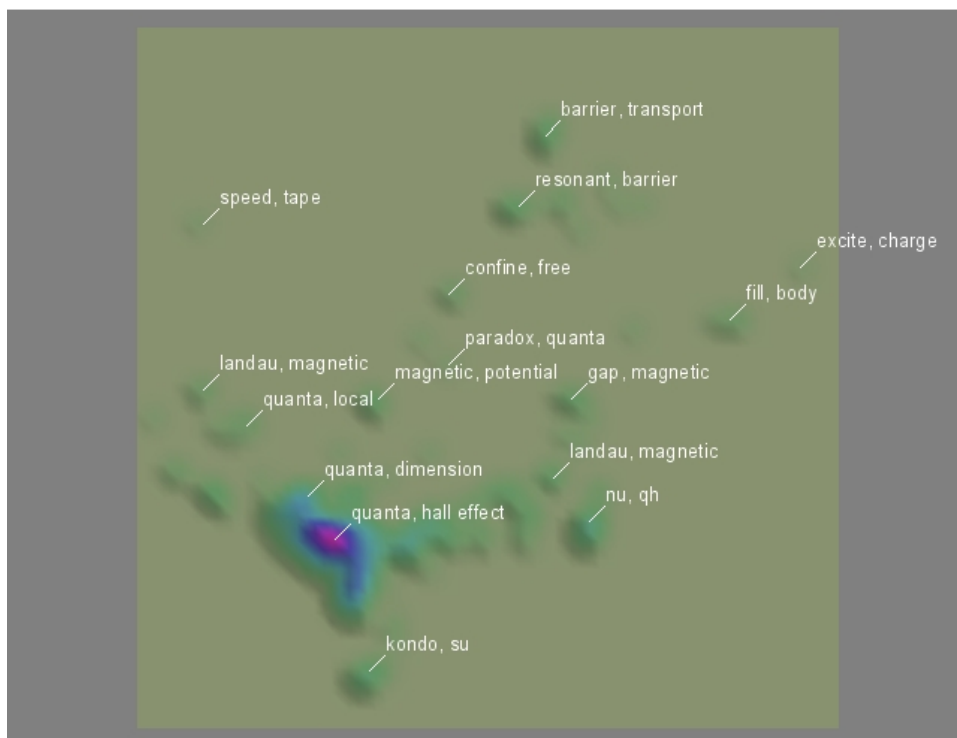 barrier, transport
resonant, barrier
speed, tape
excite, charge
confine, free
fill, body
paradox, quanta
landau, magnetic
magnetic, potential
gap, magnetic
quanta, local
landau, magnetic
quanta, dimension
nu, qh
quanta, hall effect
kondo, su